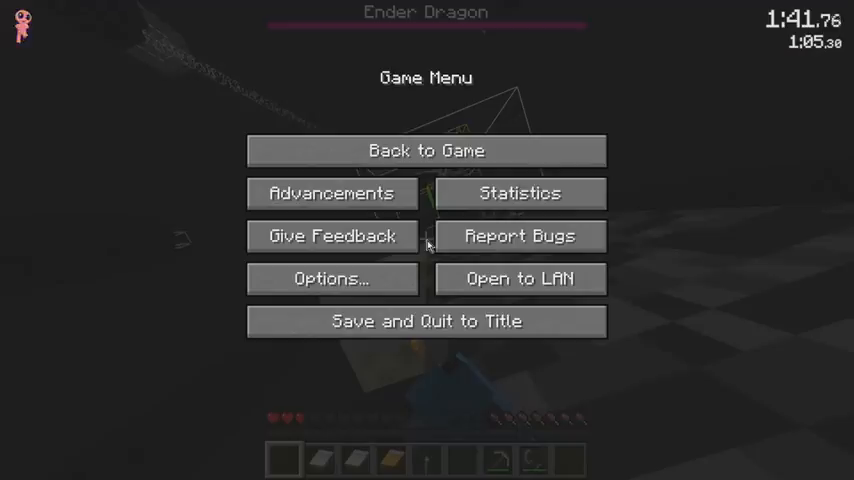 Ender Dragon
1:41.76
1:05.30
Game Menu
Back to Game
Advancements
Statistics
Give Feedback
Report Bugs
Options...
Open to LAN
Save and Quit to Title